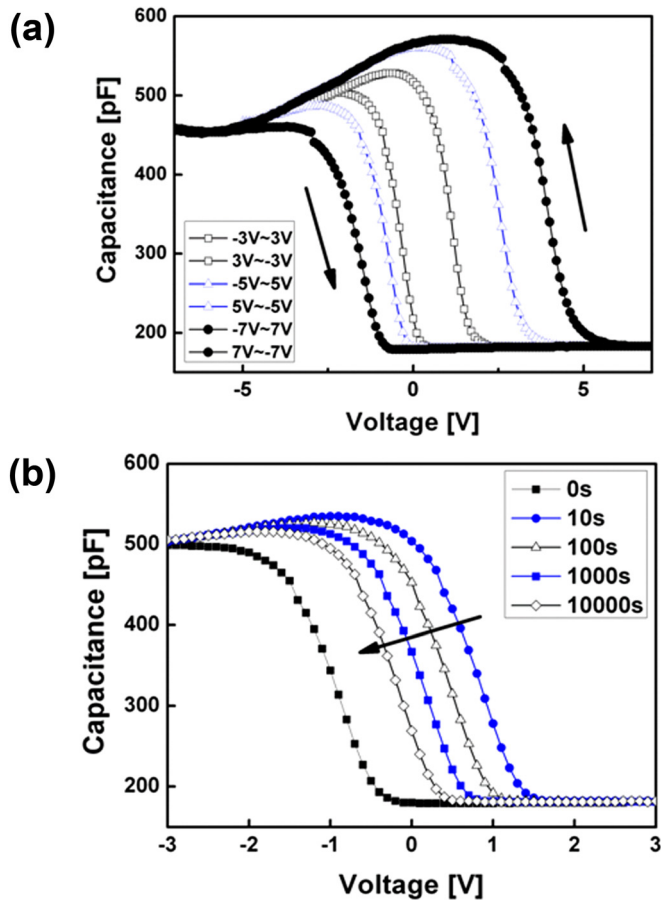 (a)
600
500
400
300
200
Capacitance [pF]
-5
0
5
Voltage [V]
-3V~3V
3V~-3V
-5V~5V
5V~-5V
-7V~7V
7V~-7V
(b)
600
500
400
300
200
Capacitance [pF]
-3
-2
-1
0
1
2
3
Voltage [V]
0s
10s
100s
1000s
10000s